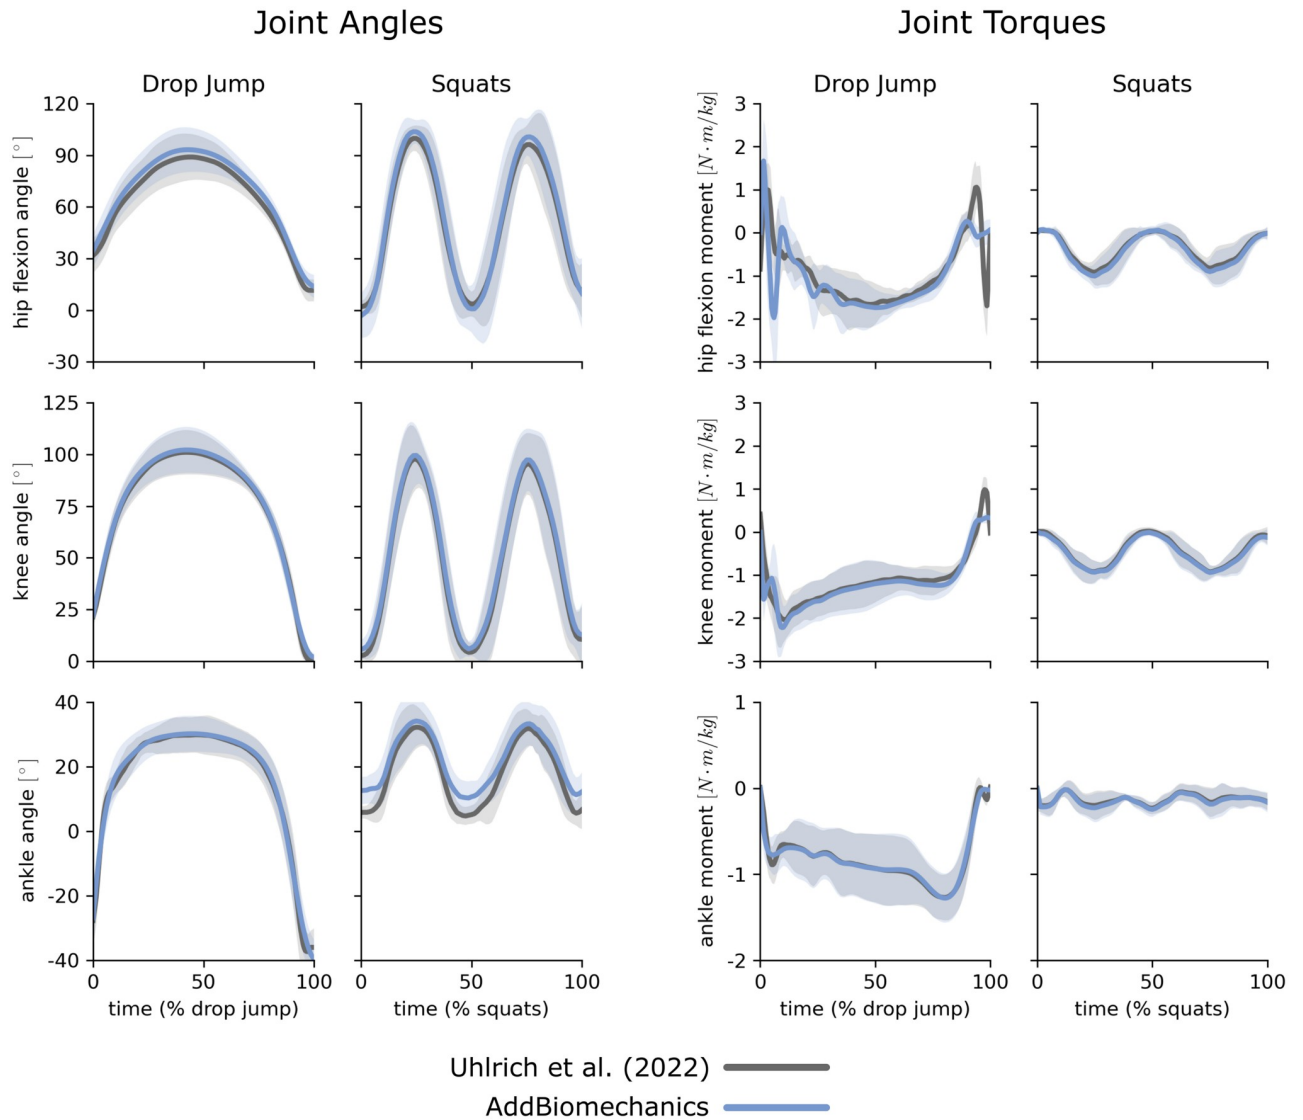 Joint Angles
Joint Torques
Drop Jump
Squats
Drop Jump
Squats
hip flexion angle [°]
120
90
60
30
0
-30
hip flexion moment [N · m/kg]
3
2
1
0
-1
-2
-3
knee angle [°]
125
100
75
50
25
0
knee moment [N · m/kg]
3
2
1
0
-1
-2
-3
ankle angle [°]
40
20
0
-20
-40
ankle moment [N · m/kg]
1
0
-1
-2
0 50 100
0 50 100
0 50 100
0 50 100
time (% drop jump)
time (% squats)
time (% drop jump)
time (% squats)
Uhlrich et al. (2022)
AddBiomechanics